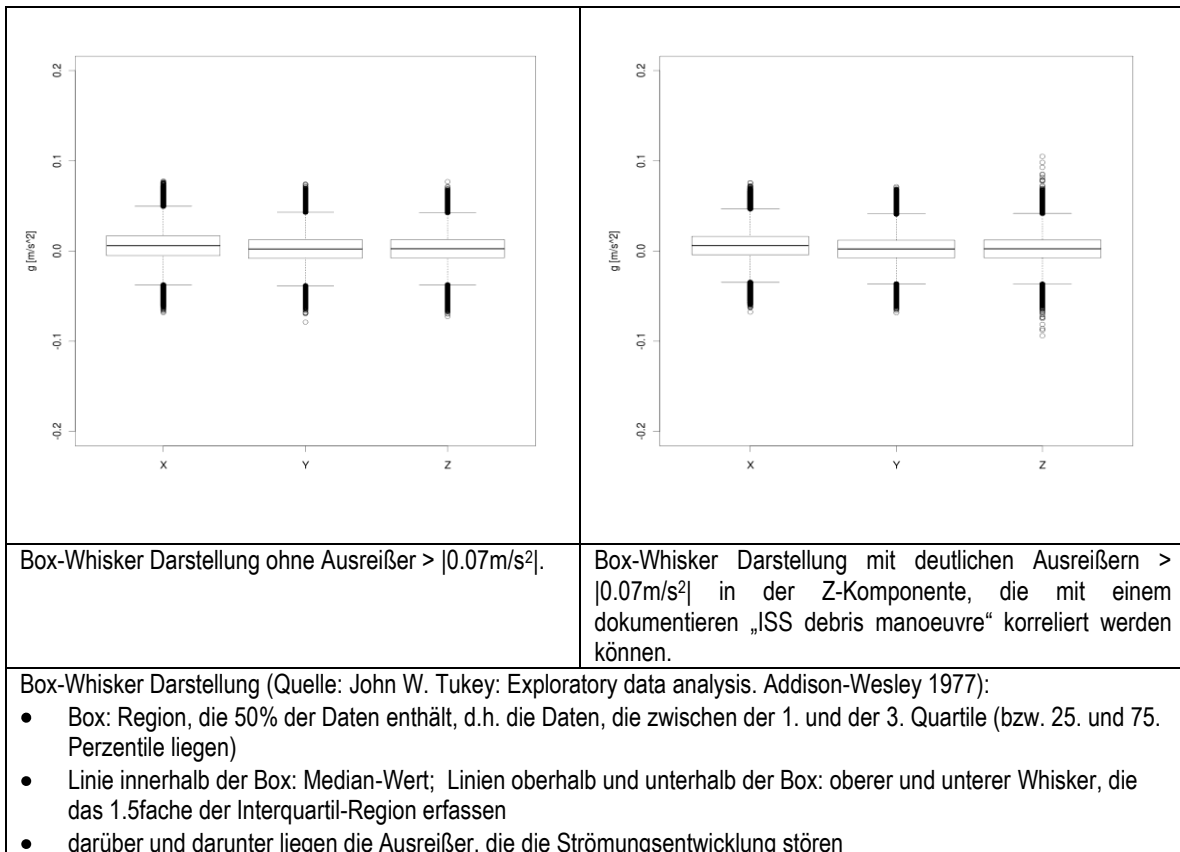 0.2
0.1
0.0
-0.1
-0.2
g [m/s^2]
X Y Z
0.2
0.1
0.0
-0.1
-0.2
g [m/s^2]
X Y Z
Box-Whisker Darstellung ohne Ausreißer > |0.07m/s²|.
Box-Whisker Darstellung mit deutlichen Ausreißern >
|0.07m/s²| in der Z-Komponente, die mit einem
dokumentieren „ISS debris manoeuvre“ korreliert werden
können.
Box-Whisker Darstellung (Quelle: John W. Tukey: Exploratory data analysis. Addison-Wesley 1977):
• Box: Region, die 50% der Daten enthält, d.h. die Daten, die zwischen der 1. und der 3. Quartile (bzw. 25. und 75.
Perzentile liegen)
• Linie innerhalb der Box: Median-Wert; Linien oberhalb und unterhalb der Box: oberer und unterer Whisker, die
das 1.5fache der Interquartil-Region erfassen
• darüber und darunter liegen die Ausreißer, die die Strömungsentwicklung stören